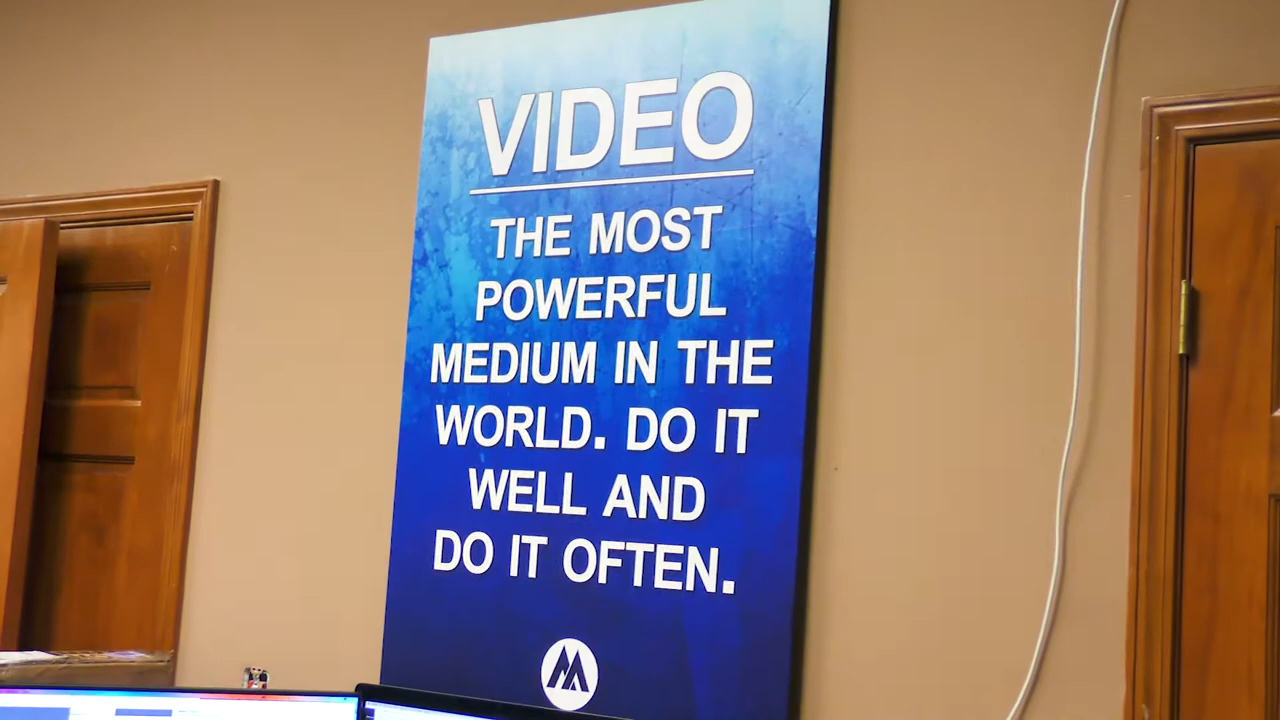 VIDEO
THE MOST
POWERFUL
MEDIUM IN THE
WORLD. DO IT
WELL AND
DO IT OFTEN.